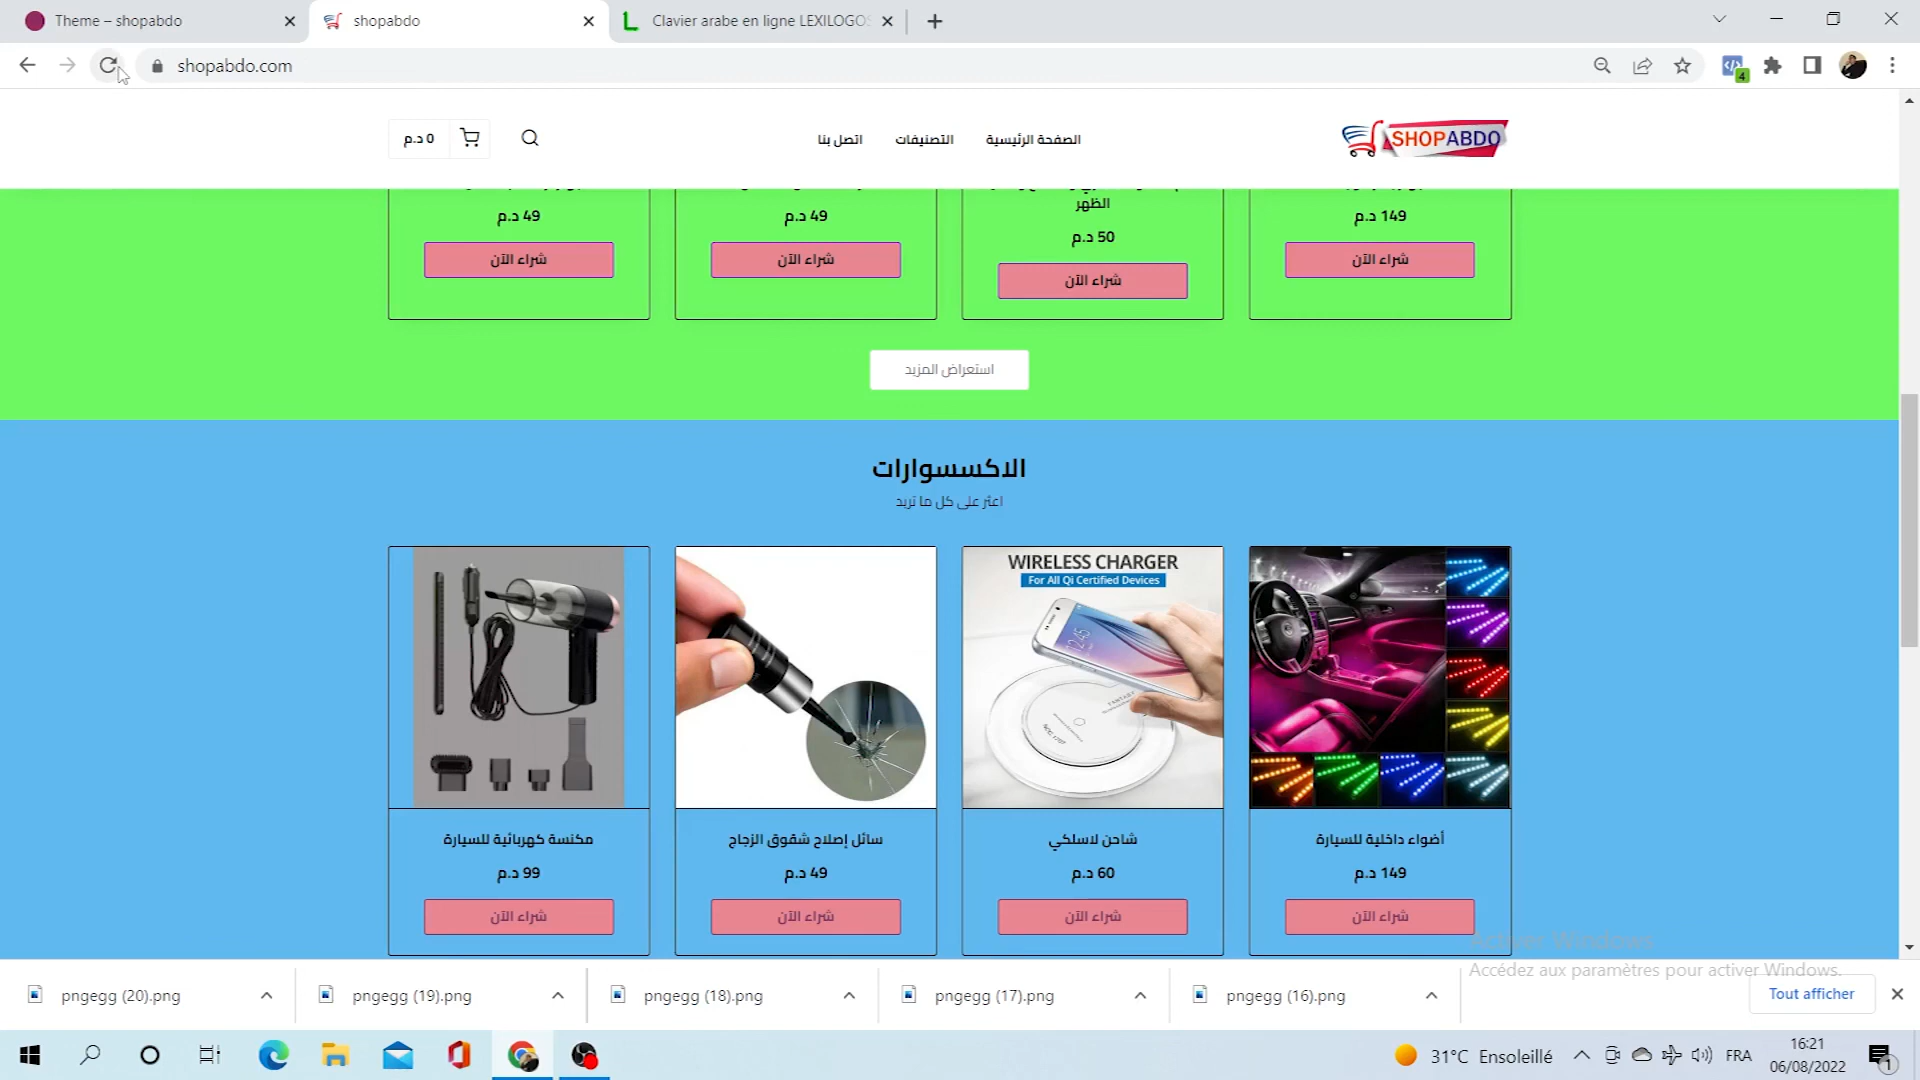 Theme – shopabdo
shopabdo
Clavier arabe en ligne LEXILOGOS
shopabdo.com
4
SHOPABDO
الصفحة الرئيسية
التصنيفات
اتصل بنا
0 د.م
الظهر
149 د.م
50 د.م
49 د.م
49 د.م
شراء الآن
شراء الآن
شراء الآن
شراء الآن
استعراض المزيد
الاكسسوارات
اعثر على كل ما تريد
WIRELESS CHARGER
For All Qi Certified Devices
12:45
FANTASY
أضواء داخلية للسيارة
شاحن لاسلكي
سائل إصلاح شقوق الزجاج
مكنسة كهربائية للسيارة
149 د.م
60 د.م
49 د.م
99 د.م
شراء الآن
شراء الآن
شراء الآن
شراء الآن
Activer Windows
Accédez aux paramètres pour activer Windows.
pngegg (20).png
pngegg (19).png
pngegg (18).png
pngegg (17).png
pngegg (16).png
Tout afficher
31°C Ensoleillé
FRA
16:21
06/08/2022
1